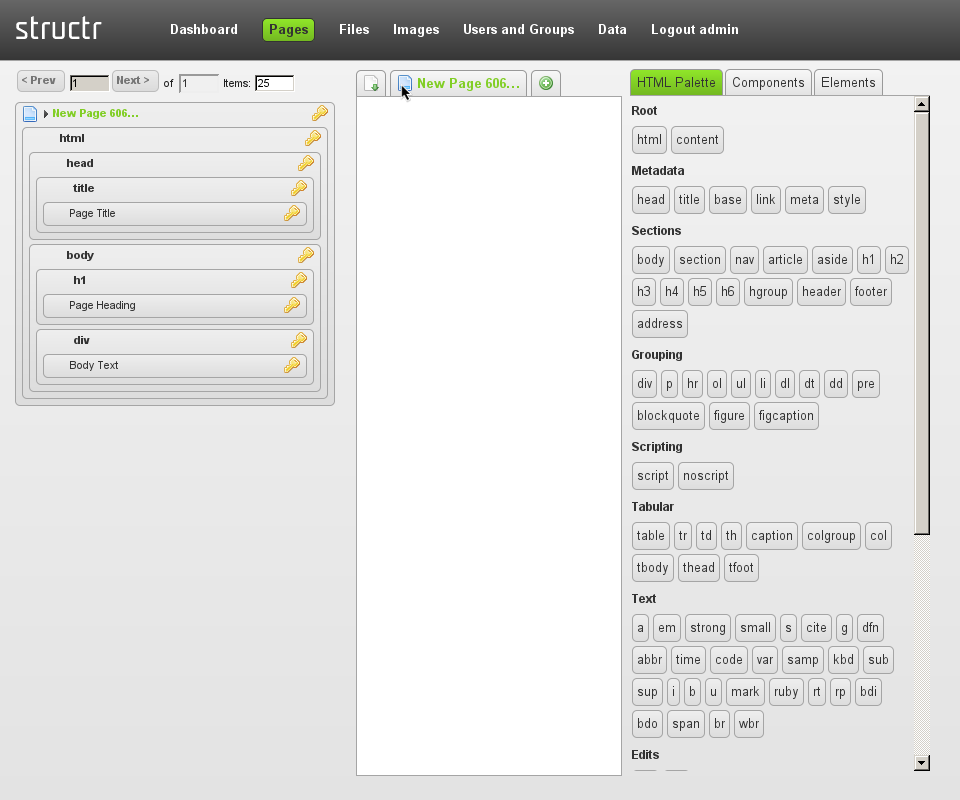 structr
Dashboard Pages Files Images Users and Groups Data Logout admin
< Prev 1 Next > of 1 Items: 25
New Page 606...
html
head
title
Page Title
body
h1
Page Heading
div
Body Text
New Page 606...
HTML Palette Components Elements
Root
html content
Metadata
head title base link meta style
Sections
body section nav article aside h1 h2
h3 h4 h5 h6 hgroup header footer
address
Grouping
div p hr ol ul li dl dt dd pre
blockquote figure figcaption
Scripting
script noscript
Tabular
table tr td th caption colgroup col
tbody thead tfoot
Text
a em strong small s cite g dfn
abbr time code var samp kbd sub
sup i b u mark ruby rt rp bdi
bdo span br wbr
Edits